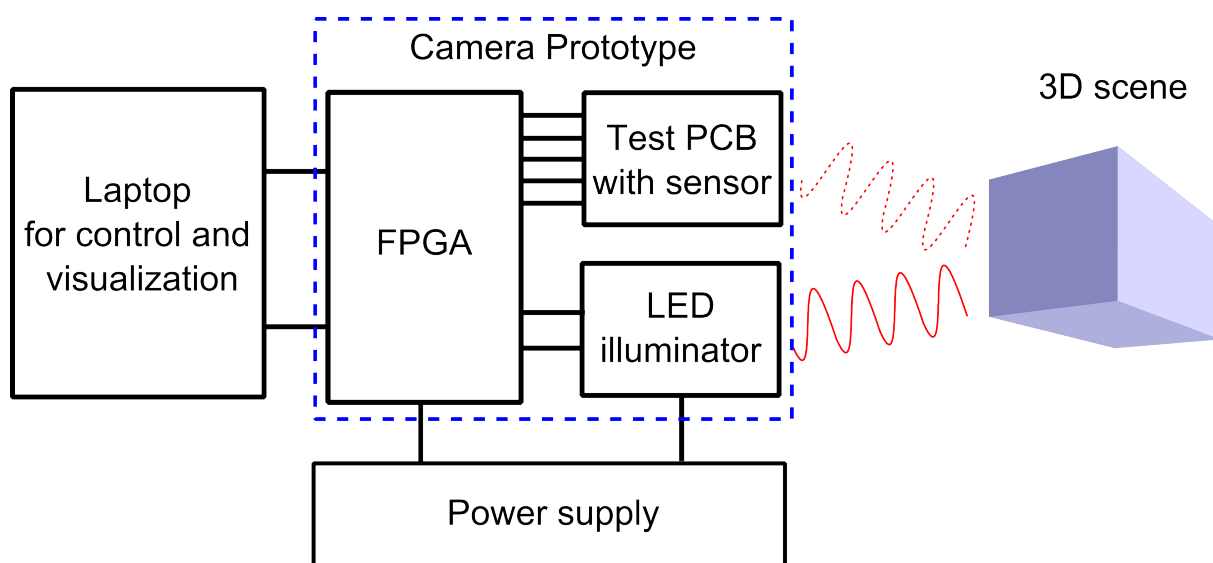 Camera Prototype
3D scene
Laptop
for control and
visualization
FPGA
Test PCB
with sensor
LED
illuminator
Power supply